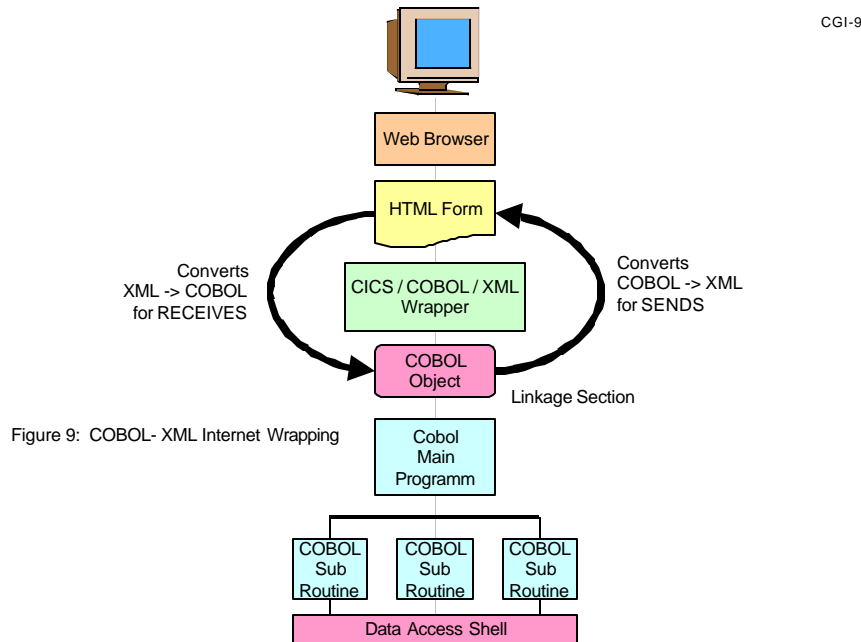 CGI-9
Web Browser
HTML Form
Converts
XML -> COBOL
for RECEIVES
Converts
COBOL -> XML
for SENDS
CICS / COBOL / XML
Wrapper
COBOL
Object
Linkage Section
Figure 9: COBOL- XML Internet Wrapping
Cobol
Main
Programm
COBOL
Sub
Routine
COBOL
Sub
Routine
COBOL
Sub
Routine
Data Access Shell